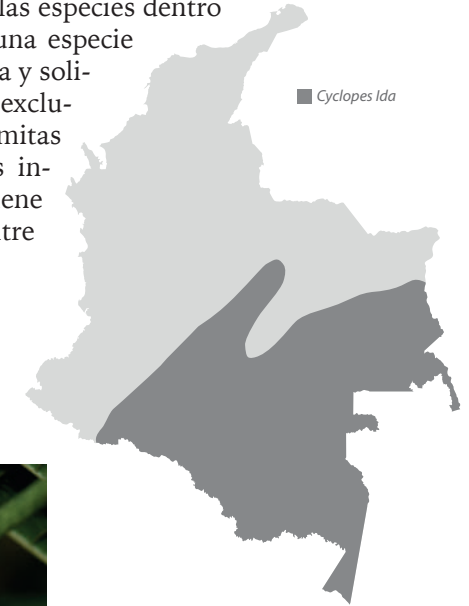 las especies dentro
una especie
a y soli-
exclu-
mitas
s in-
ene
tre
Cyclopes Ida